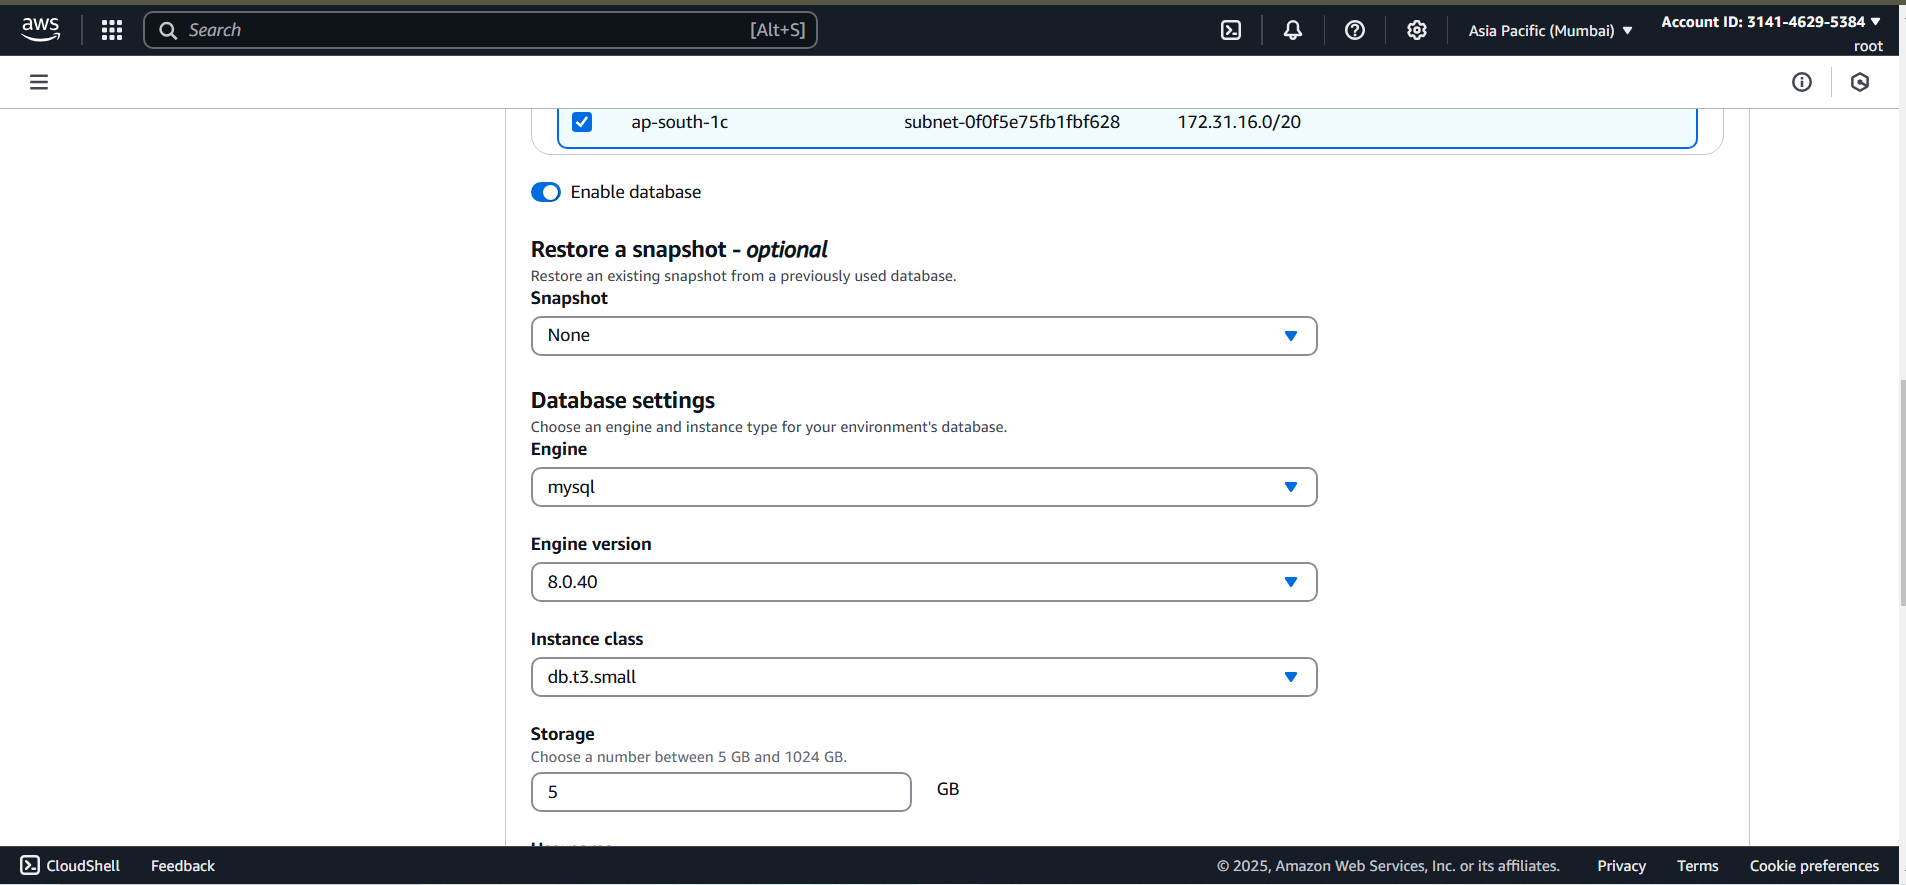 aws
Search [Alt+S]
Asia Pacific (Mumbai)
Account ID: 3141-4629-5384
root
ap-south-1c subnet-0f0f5e75fb1fbf628 172.31.16.0/20
Enable database
Restore a snapshot - optional
Restore an existing snapshot from a previously used database.
Snapshot
None
Database settings
Choose an engine and instance type for your environment's database.
Engine
mysql
Engine version
8.0.40
Instance class
db.t3.small
Storage
Choose a number between 5 GB and 1024 GB.
5 GB
CloudShell Feedback © 2025, Amazon Web Services, Inc. or its affiliates. Privacy Terms Cookie preferences